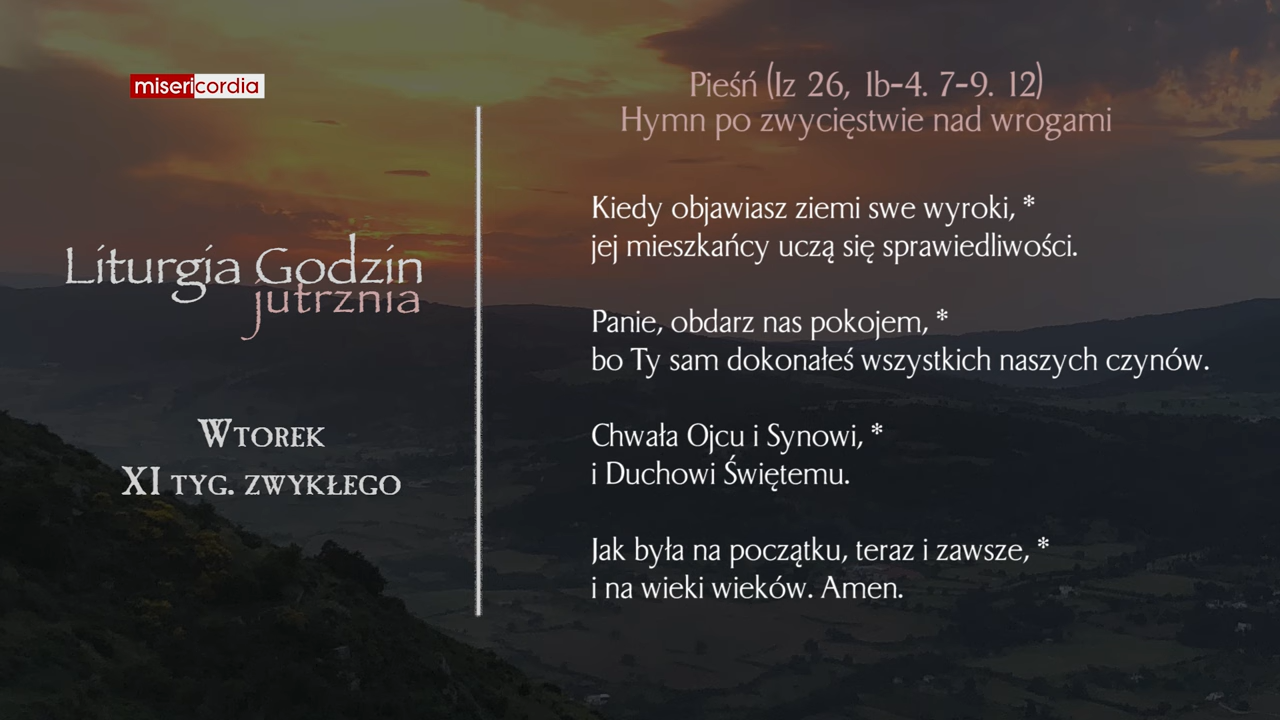 misericordia
Liturgia Godzin
jutrznia
Wtorek
XI tyg. zwykłego
Pieśń (Iz 26, 1b-4. 7-9. 12)
Hymn po zwycięstwie nad wrogami
Kiedy objawiasz ziemi swe wyroki, *
jej mieszkańcy uczą się sprawiedliwości.
Panie, obdarz nas pokojem, *
bo Ty sam dokonałeś wszystkich naszych czynów.
Chwała Ojcu i Synowi, *
i Duchowi Świętemu.
Jak była na początku, teraz i zawsze, *
i na wieki wieków. Amen.